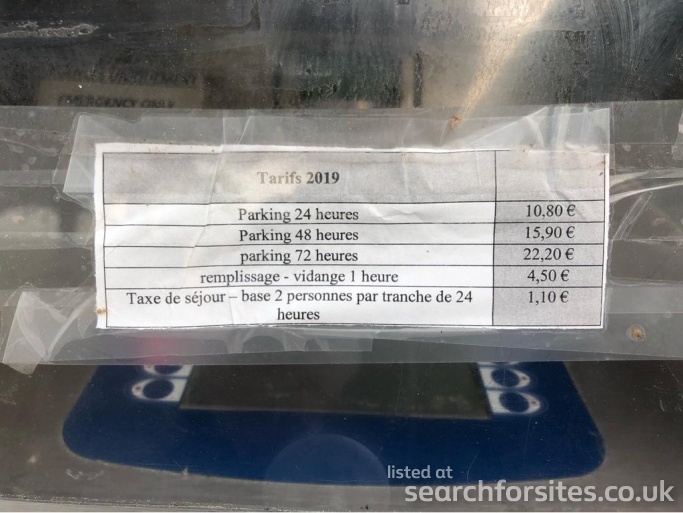 EMERGENCY ONLY
Tarifs 2019
Parking 24 heures 10,80 €
Parking 48 heures 15,90 €
parking 72 heures 22,20 €
remplissage - vidange 1 heure 4,50 €
Taxe de séjour – base 2 personnes par tranche de 24 1,10 €
heures
listed at
searchforsites.co.uk